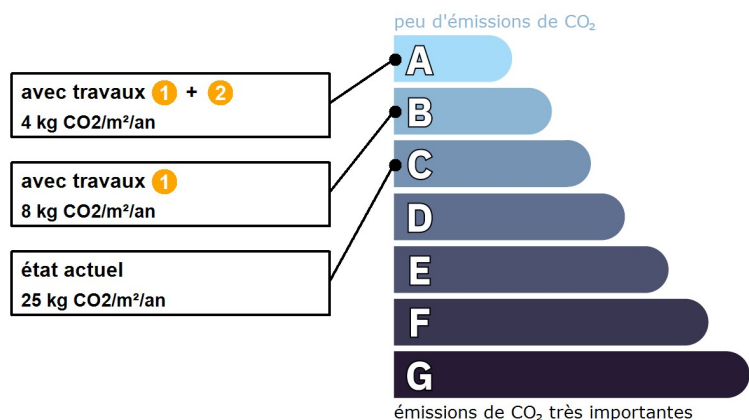 peu d'émissions de CO₂
avec travaux 1 + 2
4 kg CO2/m²/an
avec travaux 1
8 kg CO2/m²/an
état actuel
25 kg CO2/m²/an
A
B
C
D
E
F
G
émissions de CO₂ très importantes